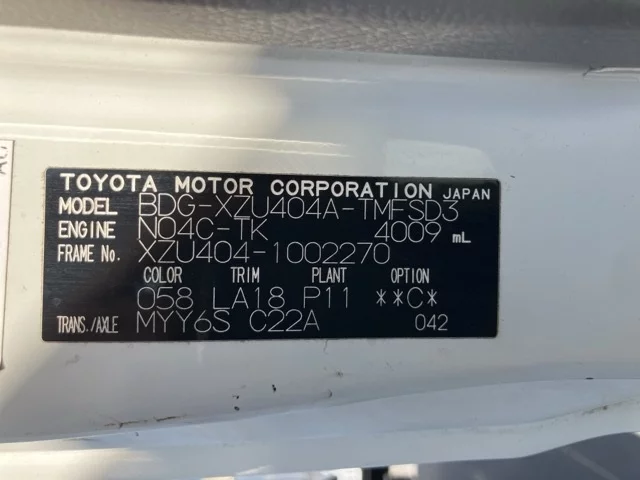 TOYOTA MOTOR CORPORATION JAPAN
MODEL BDG-XZU404A-TMFSD3
ENGINE N04C-TK 4009 mL
FRAME No. XZU404-1002270
COLOR TRIM PLANT OPTION
058 LA18 P11 **C*
TRANS./AXLE MYY6S C22A 042